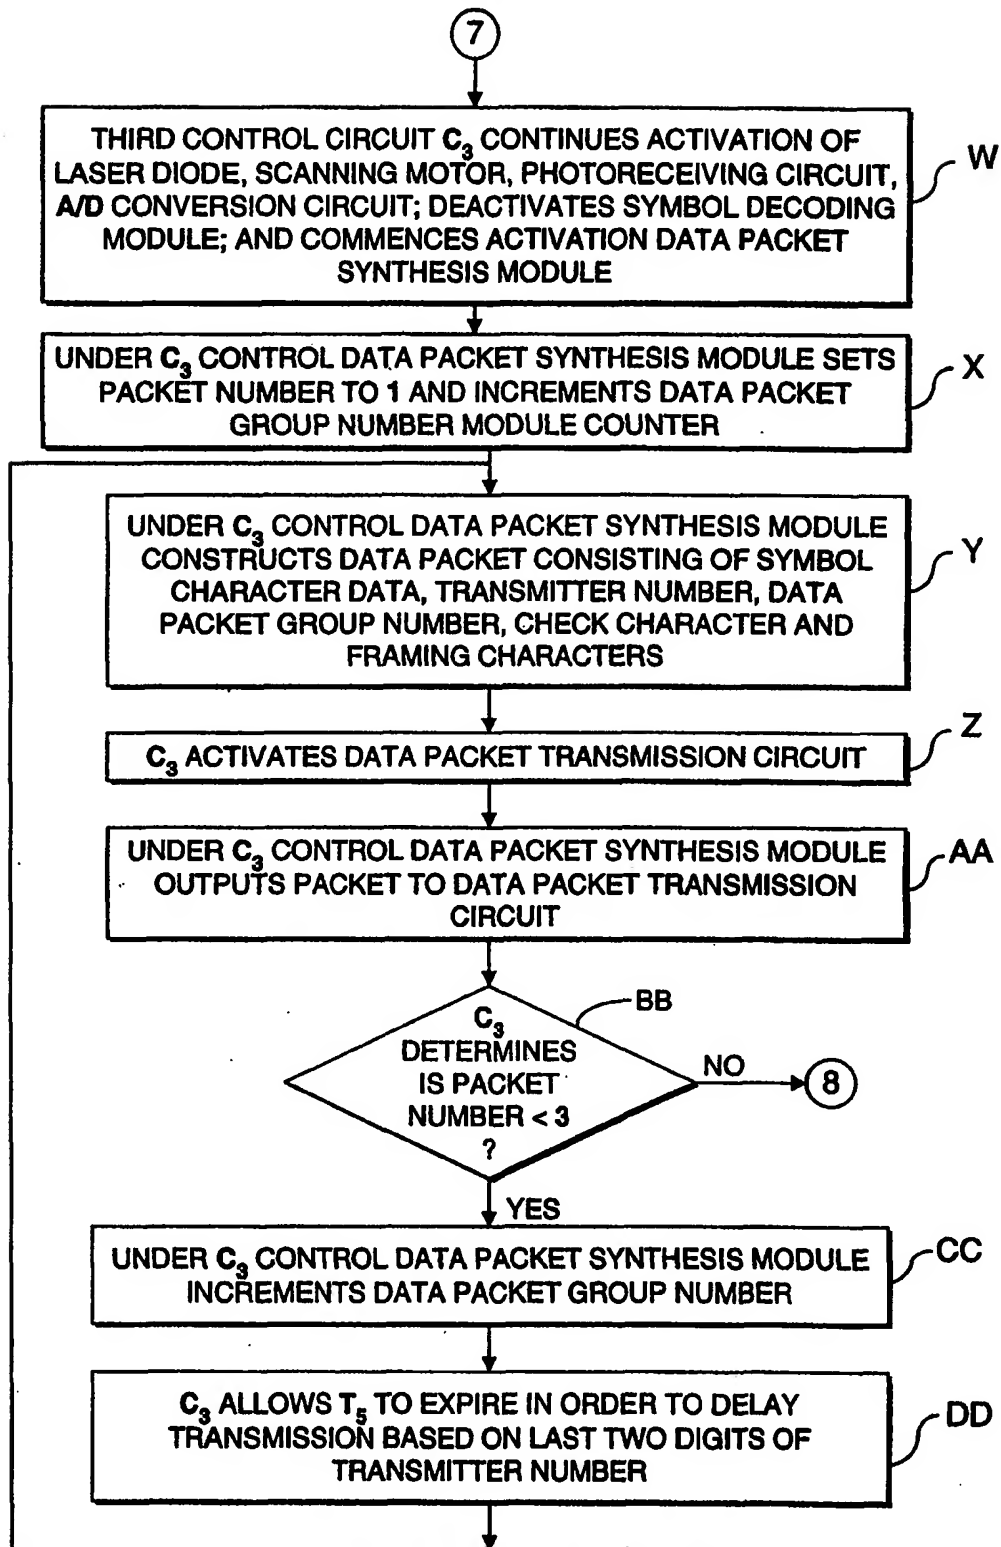 7
THIRD CONTROL CIRCUIT C3 CONTINUES ACTIVATION OF
LASER DIODE, SCANNING MOTOR, PHOTORECEIVING CIRCUIT,
A/D CONVERSION CIRCUIT; DEACTIVATES SYMBOL DECODING
MODULE; AND COMMENCES ACTIVATION DATA PACKET
SYNTHESIS MODULE
W
UNDER C3 CONTROL DATA PACKET SYNTHESIS MODULE SETS
PACKET NUMBER TO 1 AND INCREMENTS DATA PACKET
GROUP NUMBER MODULE COUNTER
X
UNDER C3 CONTROL DATA PACKET SYNTHESIS MODULE
CONSTRUCTS DATA PACKET CONSISTING OF SYMBOL
CHARACTER DATA, TRANSMITTER NUMBER, DATA
PACKET GROUP NUMBER, CHECK CHARACTER AND
FRAMING CHARACTERS
Y
C3 ACTIVATES DATA PACKET TRANSMISSION CIRCUIT
Z
UNDER C3 CONTROL DATA PACKET SYNTHESIS MODULE
OUTPUTS PACKET TO DATA PACKET TRANSMISSION
CIRCUIT
AA
C3
DETERMINES
IS PACKET
NUMBER < 3
?
BB
NO
8
YES
UNDER C3 CONTROL DATA PACKET SYNTHESIS MODULE
INCREMENTS DATA PACKET GROUP NUMBER
CC
C3 ALLOWS T5 TO EXPIRE IN ORDER TO DELAY
TRANSMISSION BASED ON LAST TWO DIGITS OF
TRANSMITTER NUMBER
DD